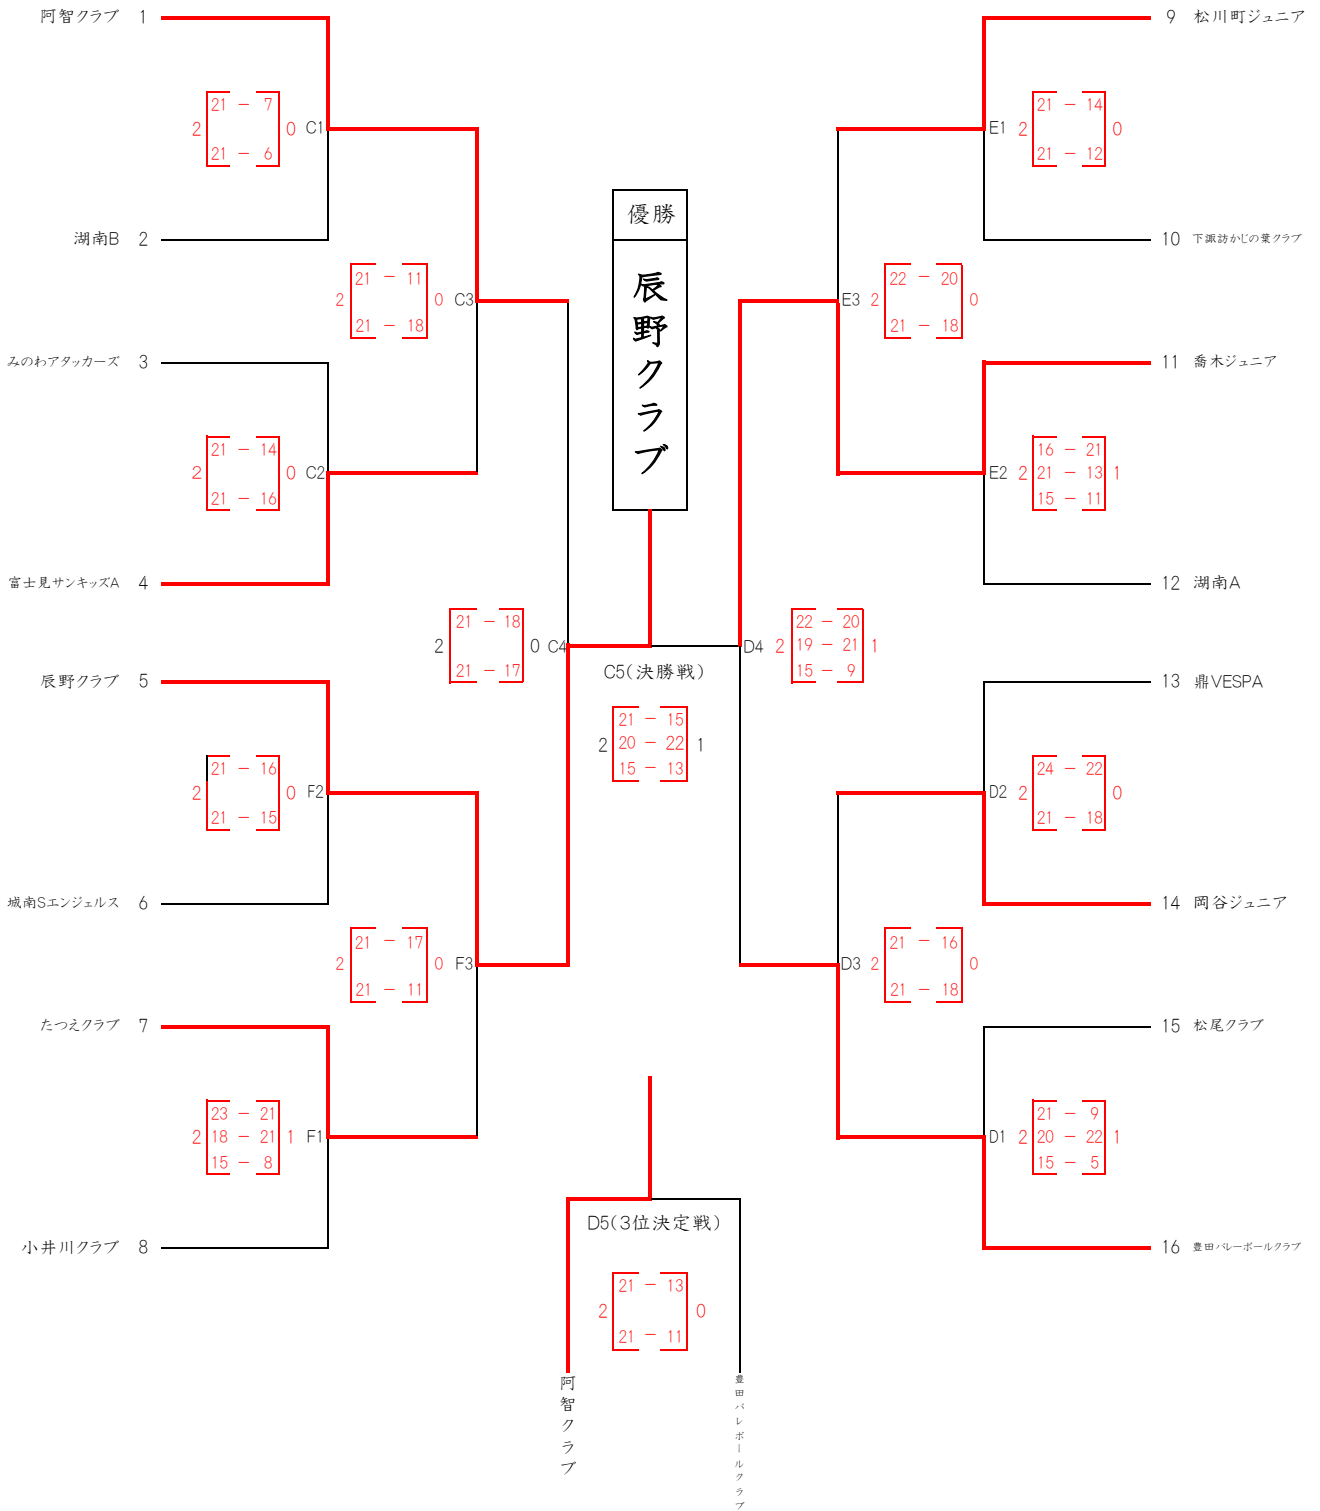 阿智クラブ 1
21 − 7
2 0 C1
21 − 6
湖南B 2
21 − 11
2 0 C3
21 − 18
みのわアタッカーズ 3
21 − 14
2 0 C2
21 − 16
富士見サンキッズA 4
21 − 18
2 0 C4
21 − 17
辰野クラブ 5
21 − 16
2 0 F2
21 − 15
城南Sエンジェルス 6
21 − 17
2 0 F3
21 − 11
たつえクラブ 7
23 − 21
2 18 − 21 1 F1
15 − 8
小井川クラブ 8
優勝
辰野クラブ
C5(決勝戦)
21 − 15
2 20 − 22 1
15 − 13
D5(3位決定戦)
21 − 13
2 0
21 − 11
阿智クラブ
豊田バレボールクラブ
9 松川町ジュニア
21 − 14
E1 2 0
21 − 12
10 下諏訪かじの葉クラブ
22 − 20
E3 2 0
21 − 18
11 喬木ジュニア
16 − 21
E2 2 21 − 13 1
15 − 11
12 湖南A
22 − 20
D4 2 19 − 21 1
15 − 9
13 鼎VESPA
24 − 22
D2 2 0
21 − 18
14 岡谷ジュニア
21 − 16
D3 2 0
21 − 18
15 松尾クラブ
21 − 9
D1 2 20 − 22 1
15 − 5
16 豊田バレーボールクラブ